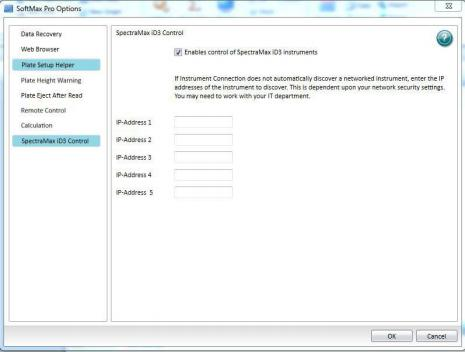 SoftMax Pro Options
Data Recovery
Web Browser
Plate Setup Helper
Plate Height Warning
Plate Eject After Read
Remote Control
Calculation
SpectraMax iD3 Control
SpectraMax iD3 Control
Enables control of SpectraMax iD3 instruments
If Instrument Connection does not automatically discover a networked instrument, enter the IP
addresses of the instrument to discover. This is dependent upon your network security settings.
You may need to work with your IT department.
IP-Address 1
IP-Address 2
IP-Address 3
IP-Address 4
IP-Address 5
OK
Cancel